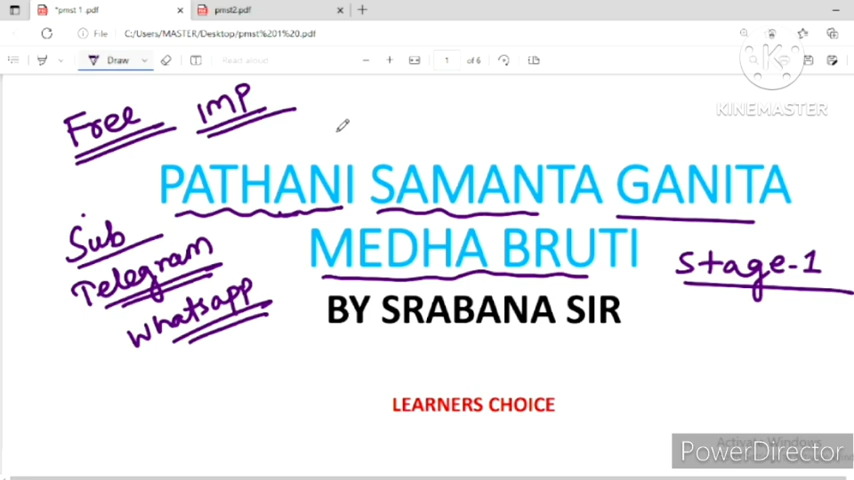 *pmst 1 .pdf
pmst2.pdf
File
C:/Users/MASTER/Desktop/pmst%201%20.pdf
Draw
Read aloud
1 of 6
KINEMASTER
Free Imp
PATHANI SAMANTA GANITA
MEDHA BRUTI
Stage-1
Sub
Telegram
Whatsapp
BY SRABANA SIR
LEARNERS CHOICE
Activate Windows
PowerDirector